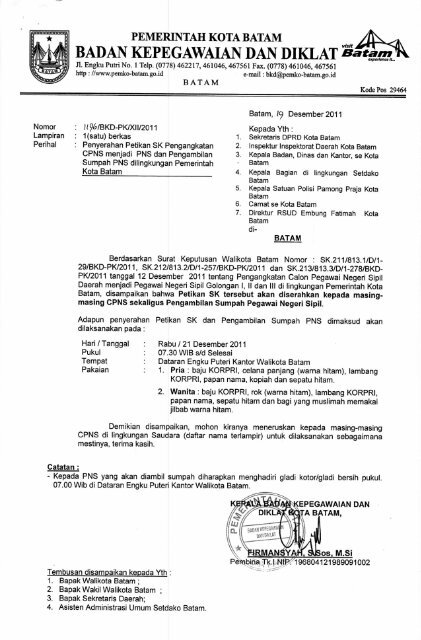 PEMERINTAH KOTA BATAM
BADAN KEPEGAWAIAN DAN DIKLAT
visit
Batam
experience it...
Jl. Engku Putri No. 1 Telp. (0778) 462217, 461046, 467561 Fax. (0778) 461046, 467561
http : //www.pemko-batam.go.id e-mail : bkd@pemko-batam.go.id
BATAM
Kode Pos 29464
Batam, 19 Desember 2011
Nomor : 1196/BKD-PK/XII/2011
Lampiran : 1(satu) berkas
Perihal : Penyerahan Petikan SK Pengangkatan
CPNS menjadi PNS dan Pengambilan
Sumpah PNS dilingkungan Pemerintah
Kota Batam
Kepada Yth :
1. Sekretaris DPRD Kota Batam
2. Inspektur Inspektorat Daerah Kota Batam
3. Kepala Badan, Dinas dan Kantor, se Kota
Batam
4. Kepala Bagian di lingkungan Setdako
Batam
5. Kepala Satuan Polisi Pamong Praja Kota
Batam
6. Camat se Kota Batam
7. Direktur RSUD Embung Fatimah Kota
Batam
di-
BATAM
Berdasarkan Surat Keputusan Walikota Batam Nomor : SK.211/813.1/D/1-
29/BKD-PK/2011, SK.212/813.2/D/1-257/BKD-PK/2011 dan SK.213/813.3/D/1-278/BKD-
PK/2011 tanggal 12 Desember 2011 tentang Pengangkatan Calon Pegawai Negeri Sipil
Daerah menjadi Pegawai Negeri Sipil Golongan I, II dan III di lingkungan Pemerintah Kota
Batam, disampaikan bahwa Petikan SK tersebut akan diserahkan kepada masing-
masing CPNS sekaligus Pengambilan Sumpah Pegawai Negeri Sipil.
Adapun penyerahan Petikan SK dan Pengambilan Sumpah PNS dimaksud akan
dilaksanakan pada :
Hari / Tanggal : Rabu / 21 Desember 2011
Pukul : 07.30 WIB s/d Selesai
Tempat : Dataran Engku Puteri Kantor Walikota Batam
Pakaian : 1. Pria : baju KORPRI, celana panjang (warna hitam), lambang
KORPRI, papan nama, kopiah dan sepatu hitam.
2. Wanita : baju KORPRI, rok (warna hitam), lambang KORPRI,
papan nama, sepatu hitam dan bagi yang muslimah memakai
jilbab warna hitam.
Demikian disampaikan, mohon kiranya meneruskan kepada masing-masing
CPNS di lingkungan Saudara (daftar nama terlampir) untuk dilaksanakan sebagaimana
mestinya, terima kasih.
Catatan :
- Kepada PNS yang akan diambil sumpah diharapkan menghadiri gladi kotor/gladi bersih pukul.
07.00 Wib di Dataran Engku Puteri Kantor Walikota Batam.
KEPALA BADAN KEPEGAWAIAN DAN
DIKLAT KOTA BATAM,
BADAN KEPEGAWAIAN
DAN DIKLAT
FIRMANSYAH, S.Sos, M.Si
Pembina Tk.I NIP. 196804121989091002
Tembusan disampaikan kepada Yth :
1. Bapak Walikota Batam ;
2. Bapak Wakil Walikota Batam ;
3. Bapak Sekretaris Daerah;
4. Asisten Administrasi Umum Setdako Batam.